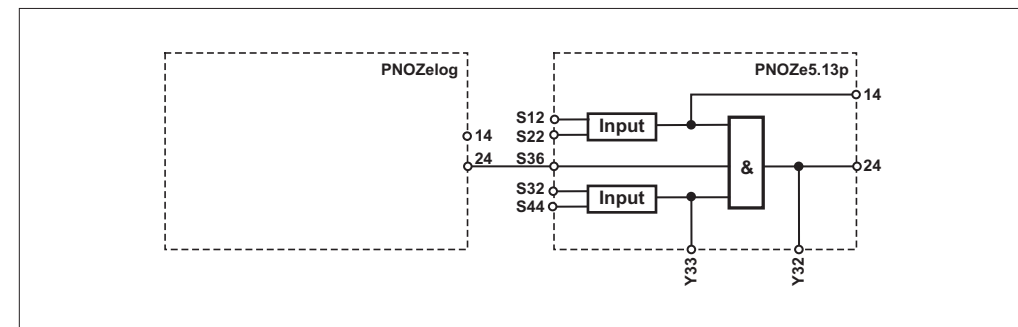 PNOZelog
PNOZe5.13p
14
S12
Input
S22
14
24
S36
&
24
S32
Input
S44
Y33
Y32